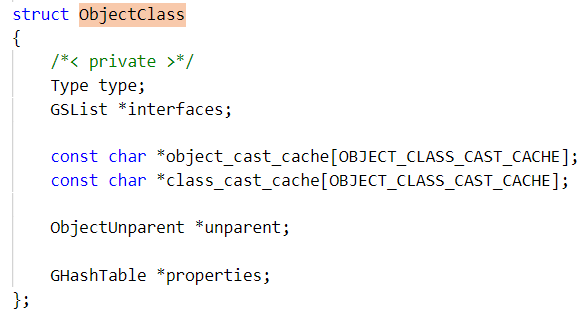 struct ObjectClass
{
/*< private >*/
Type type;
GSList *interfaces;
const char *object_cast_cache[OBJECT_CLASS_CAST_CACHE];
const char *class_cast_cache[OBJECT_CLASS_CAST_CACHE];
ObjectUnparent *unparent;
GHashTable *properties;
};